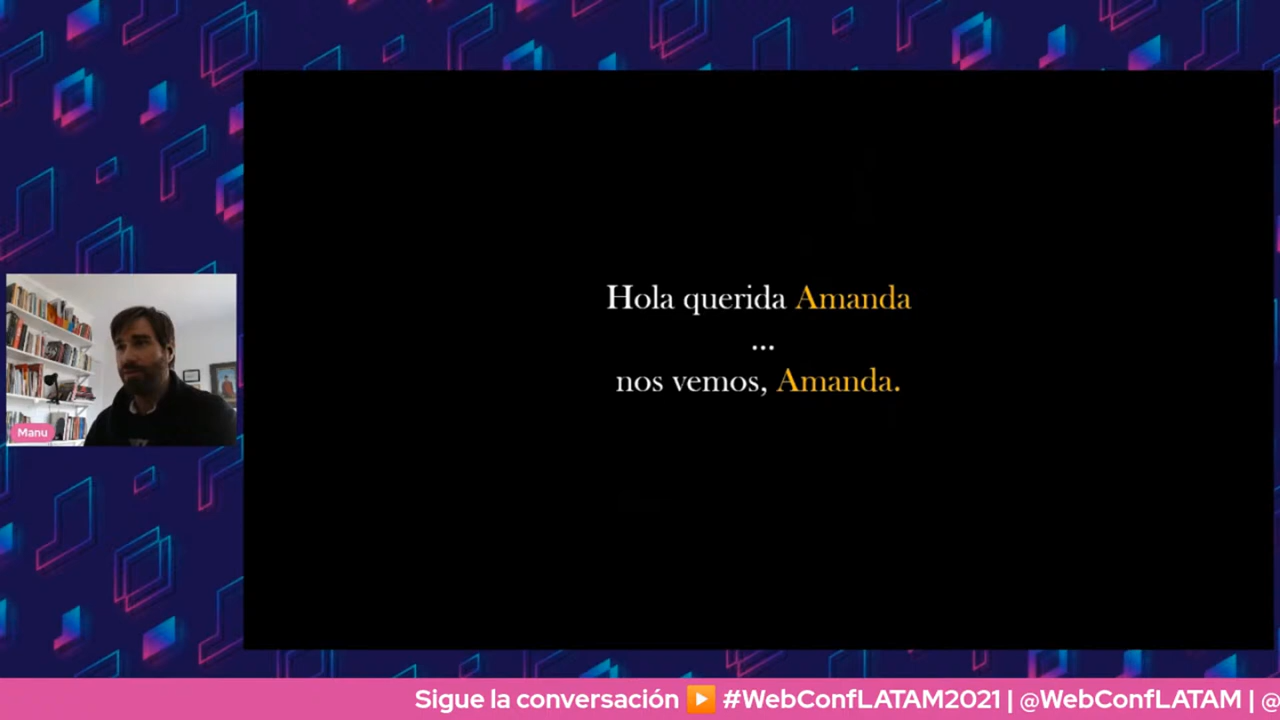 Hola querida Amanda
...
nos vemos, Amanda.
Manu
Sigue la conversación ▶️ #WebConfLATAM2021 | @WebConfLATAM | @